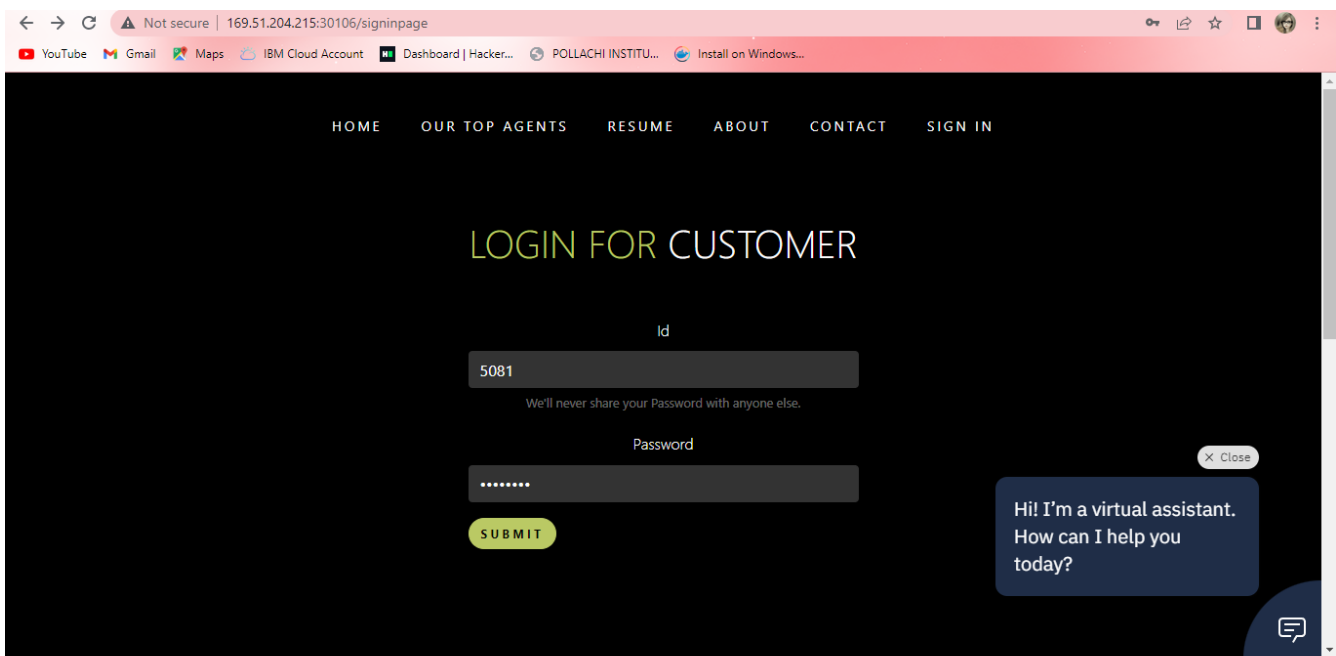 Not secure | 169.51.204.215:30106/signinpage
YouTube Gmail Maps IBM Cloud Account Dashboard | Hacker... POLLACHI INSTITU... Install on Windows...
HOME OUR TOP AGENTS RESUME ABOUT CONTACT SIGN IN
LOGIN FOR CUSTOMER
Id
5081
We'll never share your Password with anyone else.
Password
••••••••
SUBMIT
× Close
Hi! I'm a virtual assistant.
How can I help you
today?